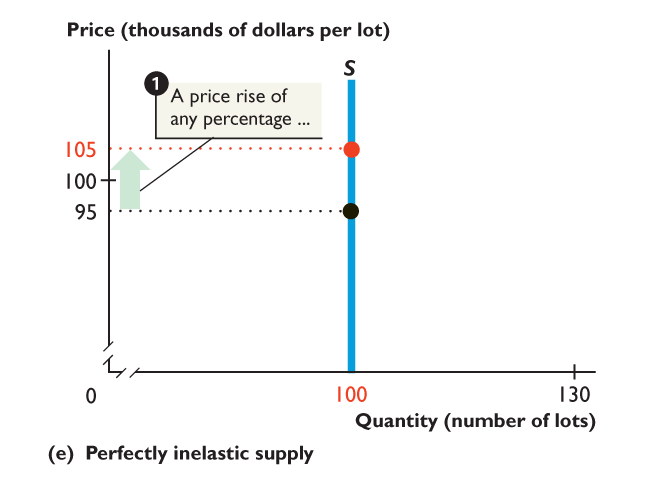 Price (thousands of dollars per lot)
S
1
A price rise of
any percentage ...
105
100
95
0
100
130
Quantity (number of lots)
(e) Perfectly inelastic supply